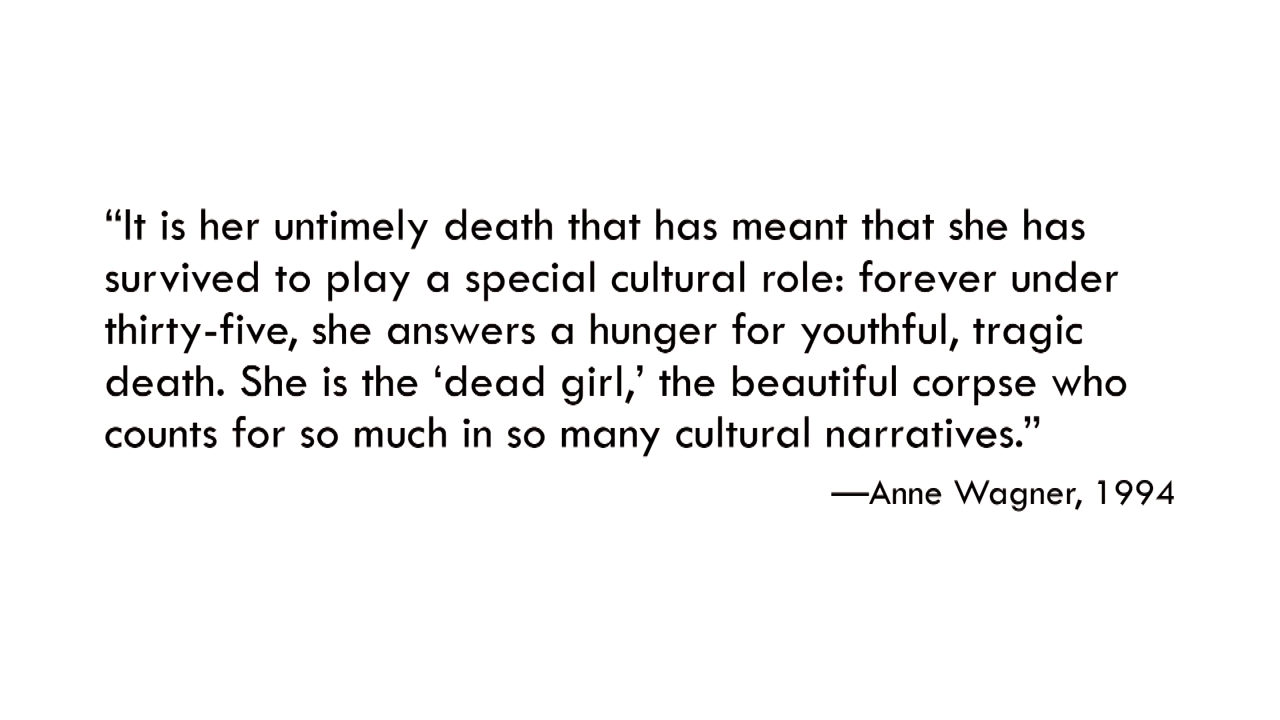 “It is her untimely death that has meant that she has
survived to play a special cultural role: forever under
thirty-five, she answers a hunger for youthful, tragic
death. She is the ‘dead girl,’ the beautiful corpse who
counts for so much in so many cultural narratives.”
—Anne Wagner, 1994